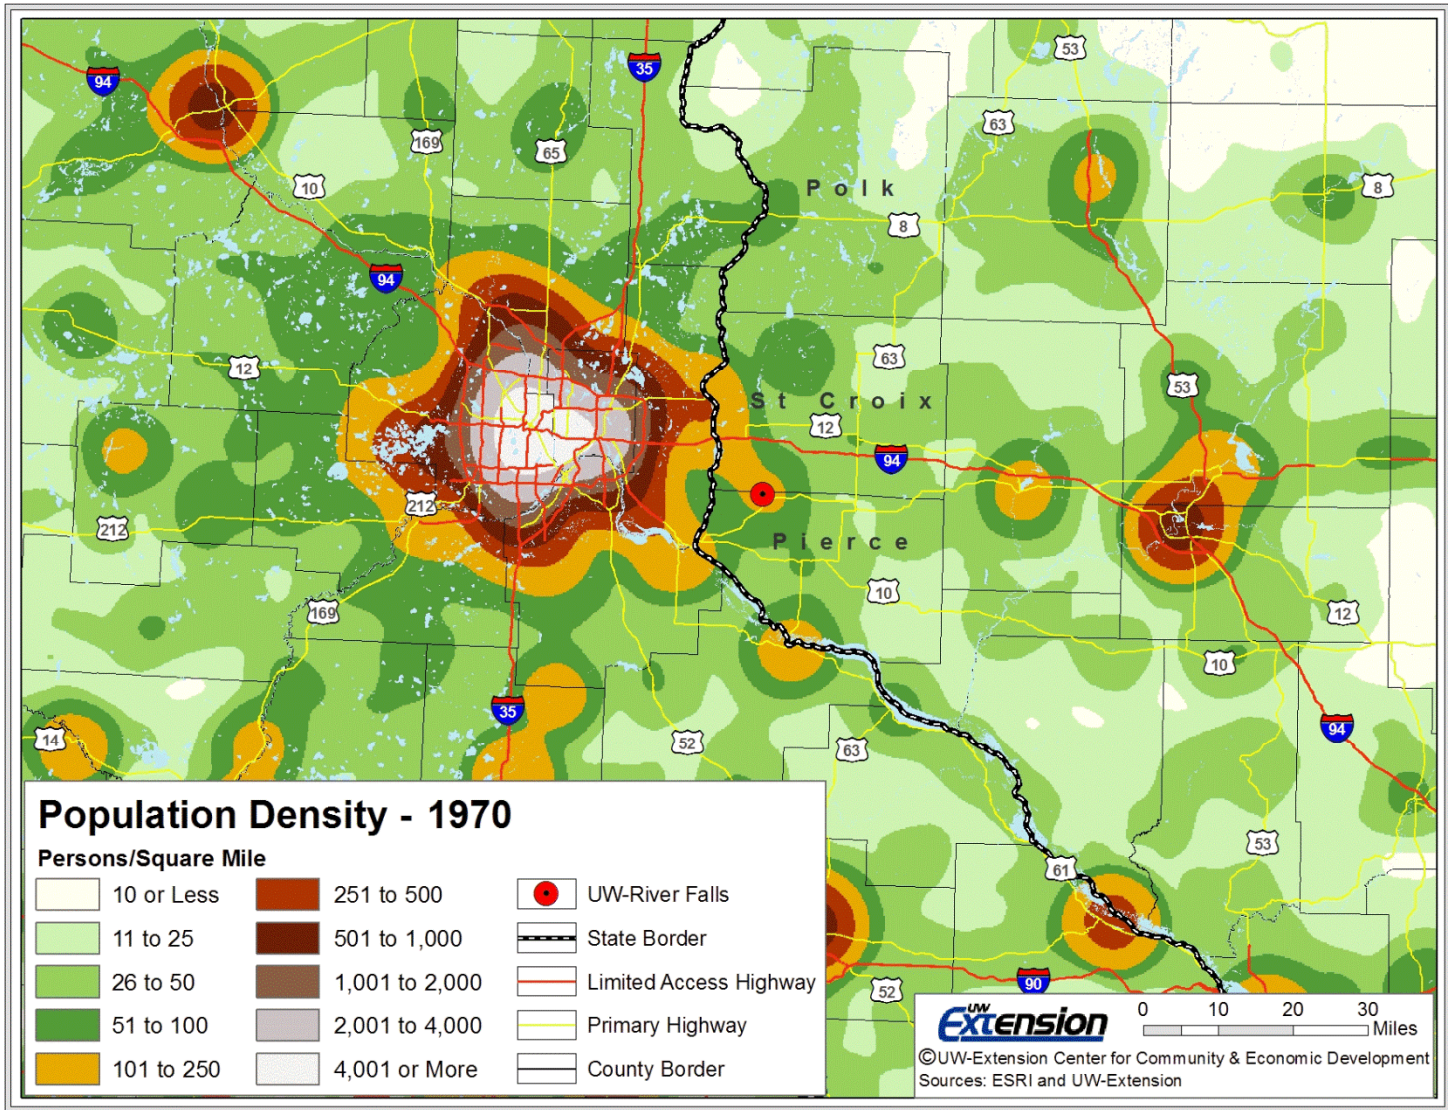 53
94
35
63
169
65
10
8
Polk
8
94
63
12
53
St Croix
12
94
212
212
Pierce
10
169
12
10
35
14
52
63
94
53
61
90
52
Population Density - 1970
Persons/Square Mile
10 or Less
11 to 25
26 to 50
51 to 100
101 to 250
251 to 500
501 to 1,000
1,001 to 2,000
2,001 to 4,000
4,001 or More
UW-River Falls
State Border
Limited Access Highway
Primary Highway
County Border
UW
Extension
0 10 20 30
Miles
©UW-Extension Center for Community & Economic Development
Sources: ESRI and UW-Extension